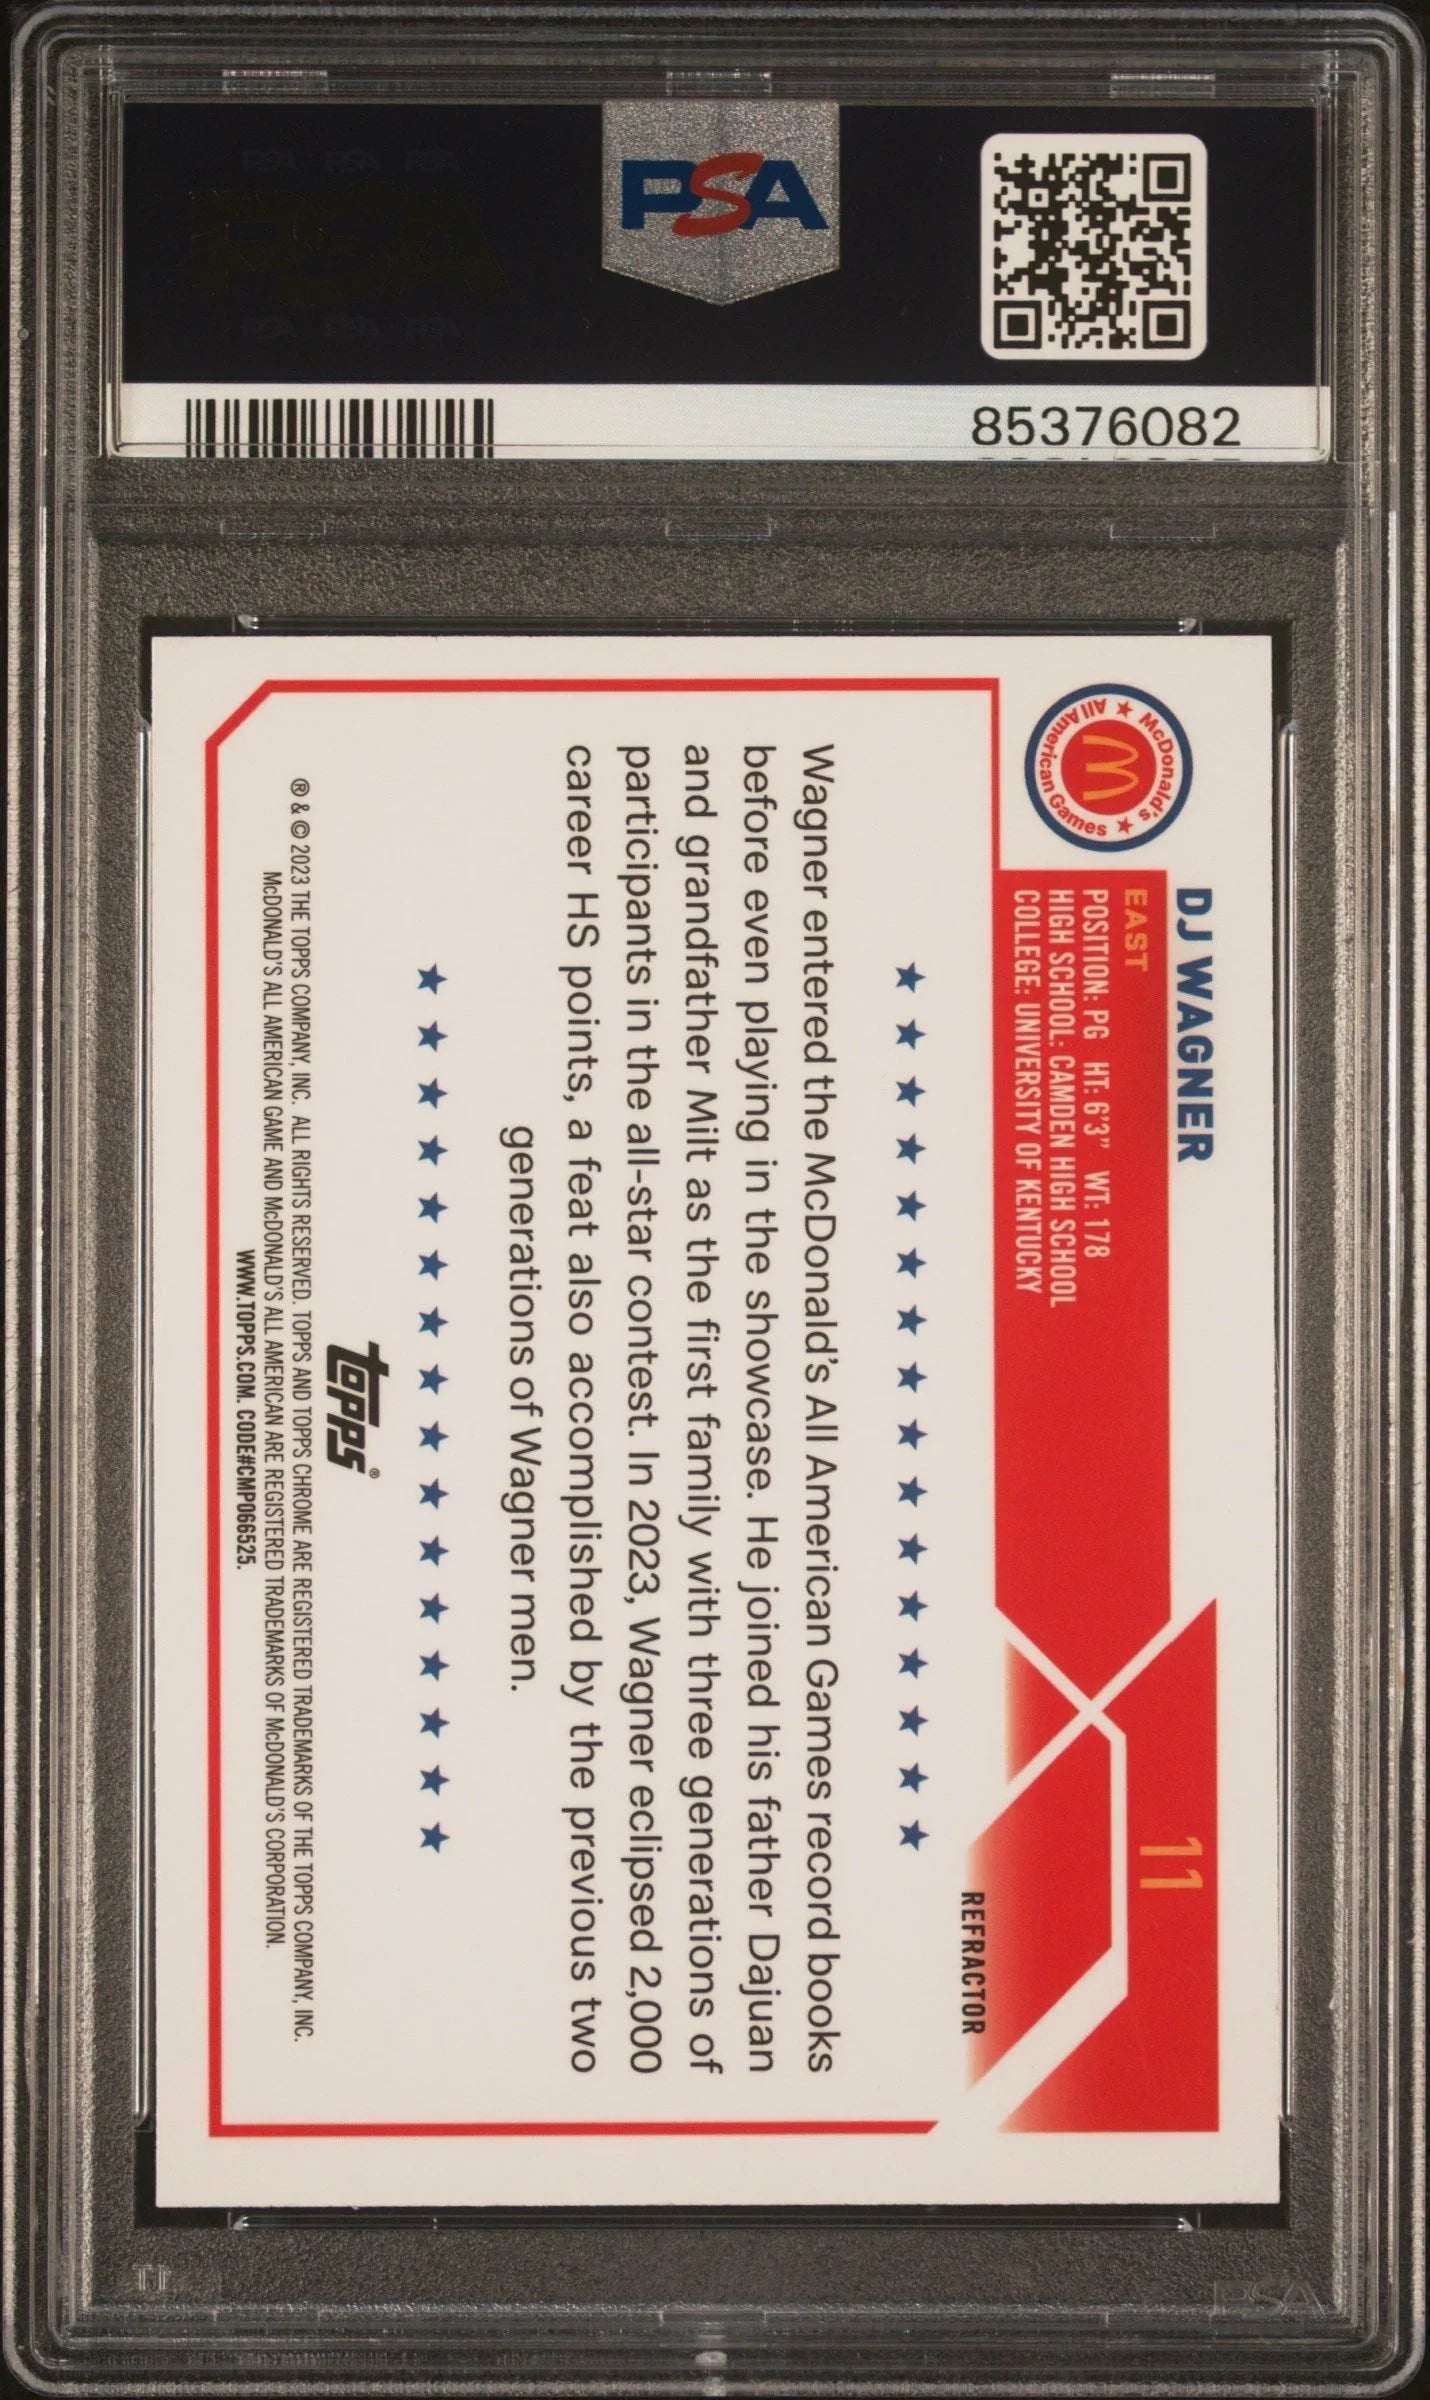 PSA
85376082
McDonald's
All American Games
DJ WAGNER
11
EAST
POSITION: PG HT: 6'3" WT: 178
HIGH SCHOOL: CAMDEN HIGH SCHOOL
COLLEGE: UNIVERSITY OF KENTUCKY
REFRACTOR
Wagner entered the McDonald's All American Games record books
before even playing in the showcase. He joined his father Dajuan
and grandfather Milt as the first family with three generations of
participants in the all-star contest. In 2023, Wagner eclipsed 2,000
career HS points, a feat also accomplished by the previous two
generations of Wagner men.
topps®
® & © 2023 THE TOPPS COMPANY, INC. ALL RIGHTS RESERVED. TOPPS AND TOPPS CHROME ARE REGISTERED TRADEMARKS OF THE TOPPS COMPANY, INC.
McDONALD'S ALL AMERICAN GAME AND McDONALD'S ALL AMERICAN ARE REGISTERED TRADEMARKS OF McDONALD'S CORPORATION.
WWW.TOPPS.COM. CODE#CMP066525.
PSA